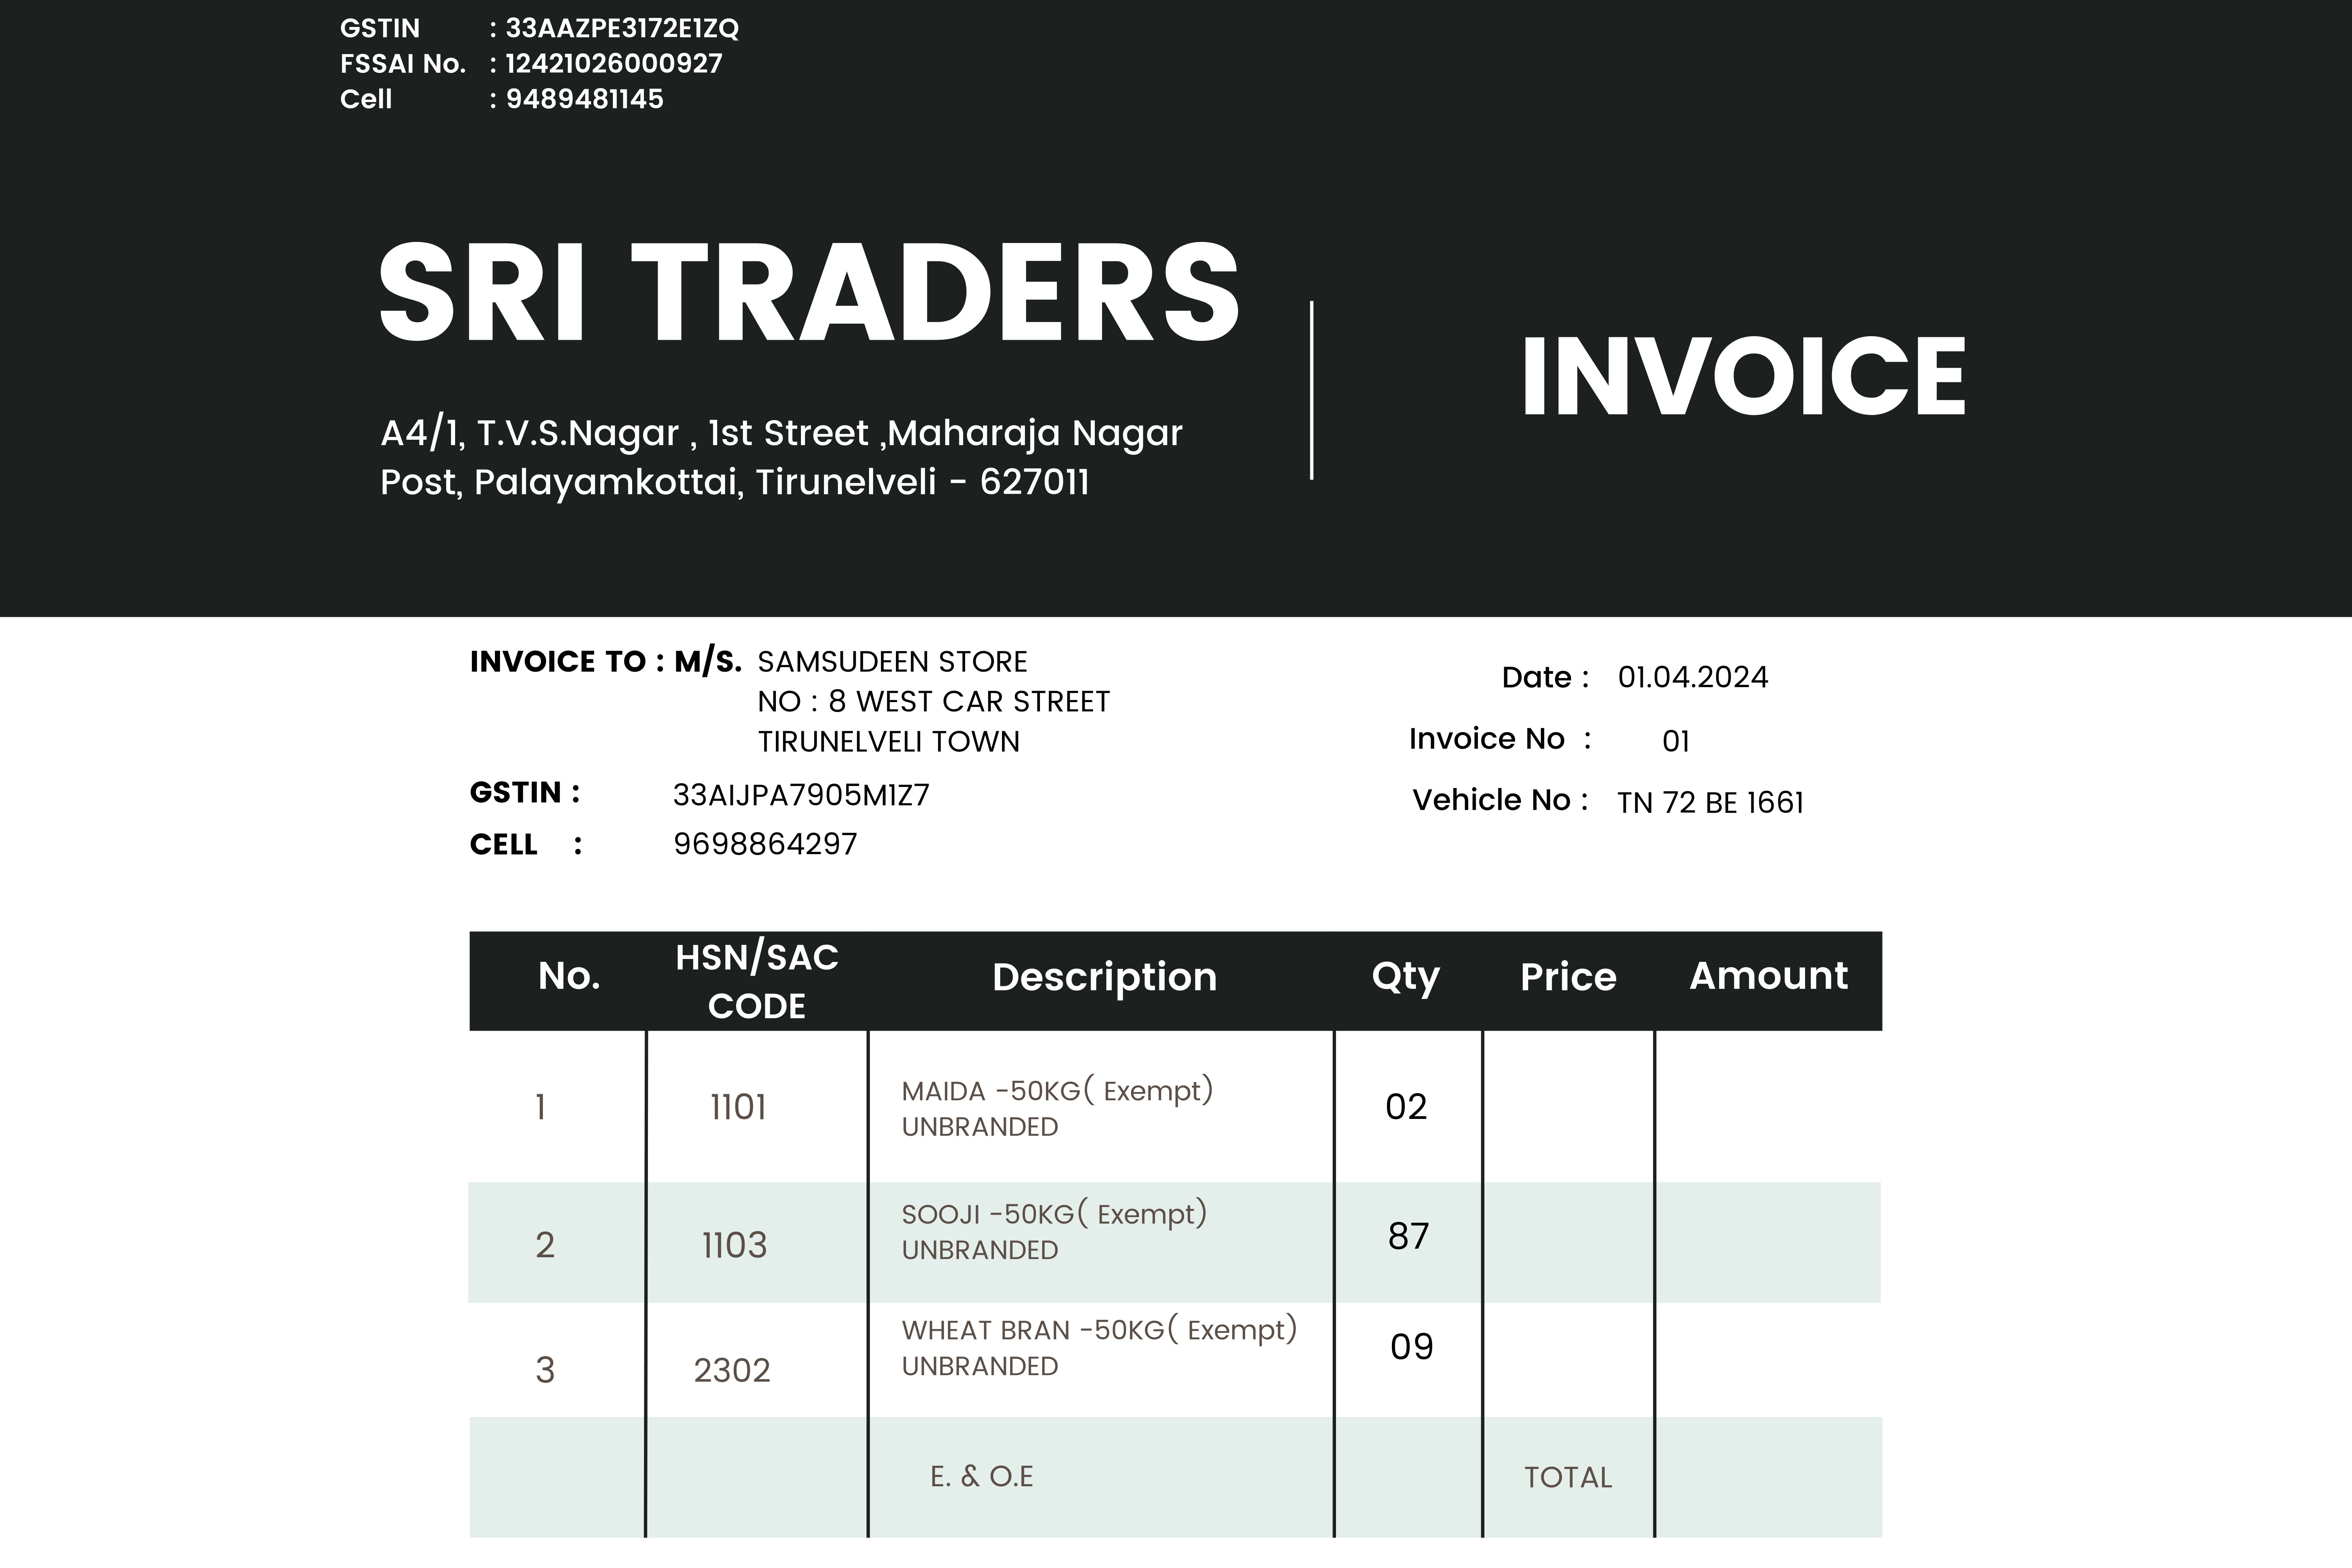 GSTIN : 33AAZPE3172E1ZQ
FSSAI No. : 12421026000927
Cell : 9489481145
SRI TRADERS
A4/1, T.V.S.Nagar , 1st Street ,Maharaja Nagar
Post, Palayamkottai, Tirunelveli - 627011
INVOICE
INVOICE TO : M/S. SAMSUDEEN STORE
NO : 8 WEST CAR STREET
TIRUNELVELI TOWN
GSTIN : 33AIJPA7905M1Z7
CELL : 9698864297
Date : 01.04.2024
Invoice No : 01
Vehicle No : TN 72 BE 1661
No. HSN/SAC CODE Description Qty Price Amount
1 1101 MAIDA -50KG( Exempt) 02
UNBRANDED
2 1103 SOOJI -50KG( Exempt) 87
UNBRANDED
3 2302 WHEAT BRAN -50KG( Exempt) 09
UNBRANDED
E. & O.E TOTAL